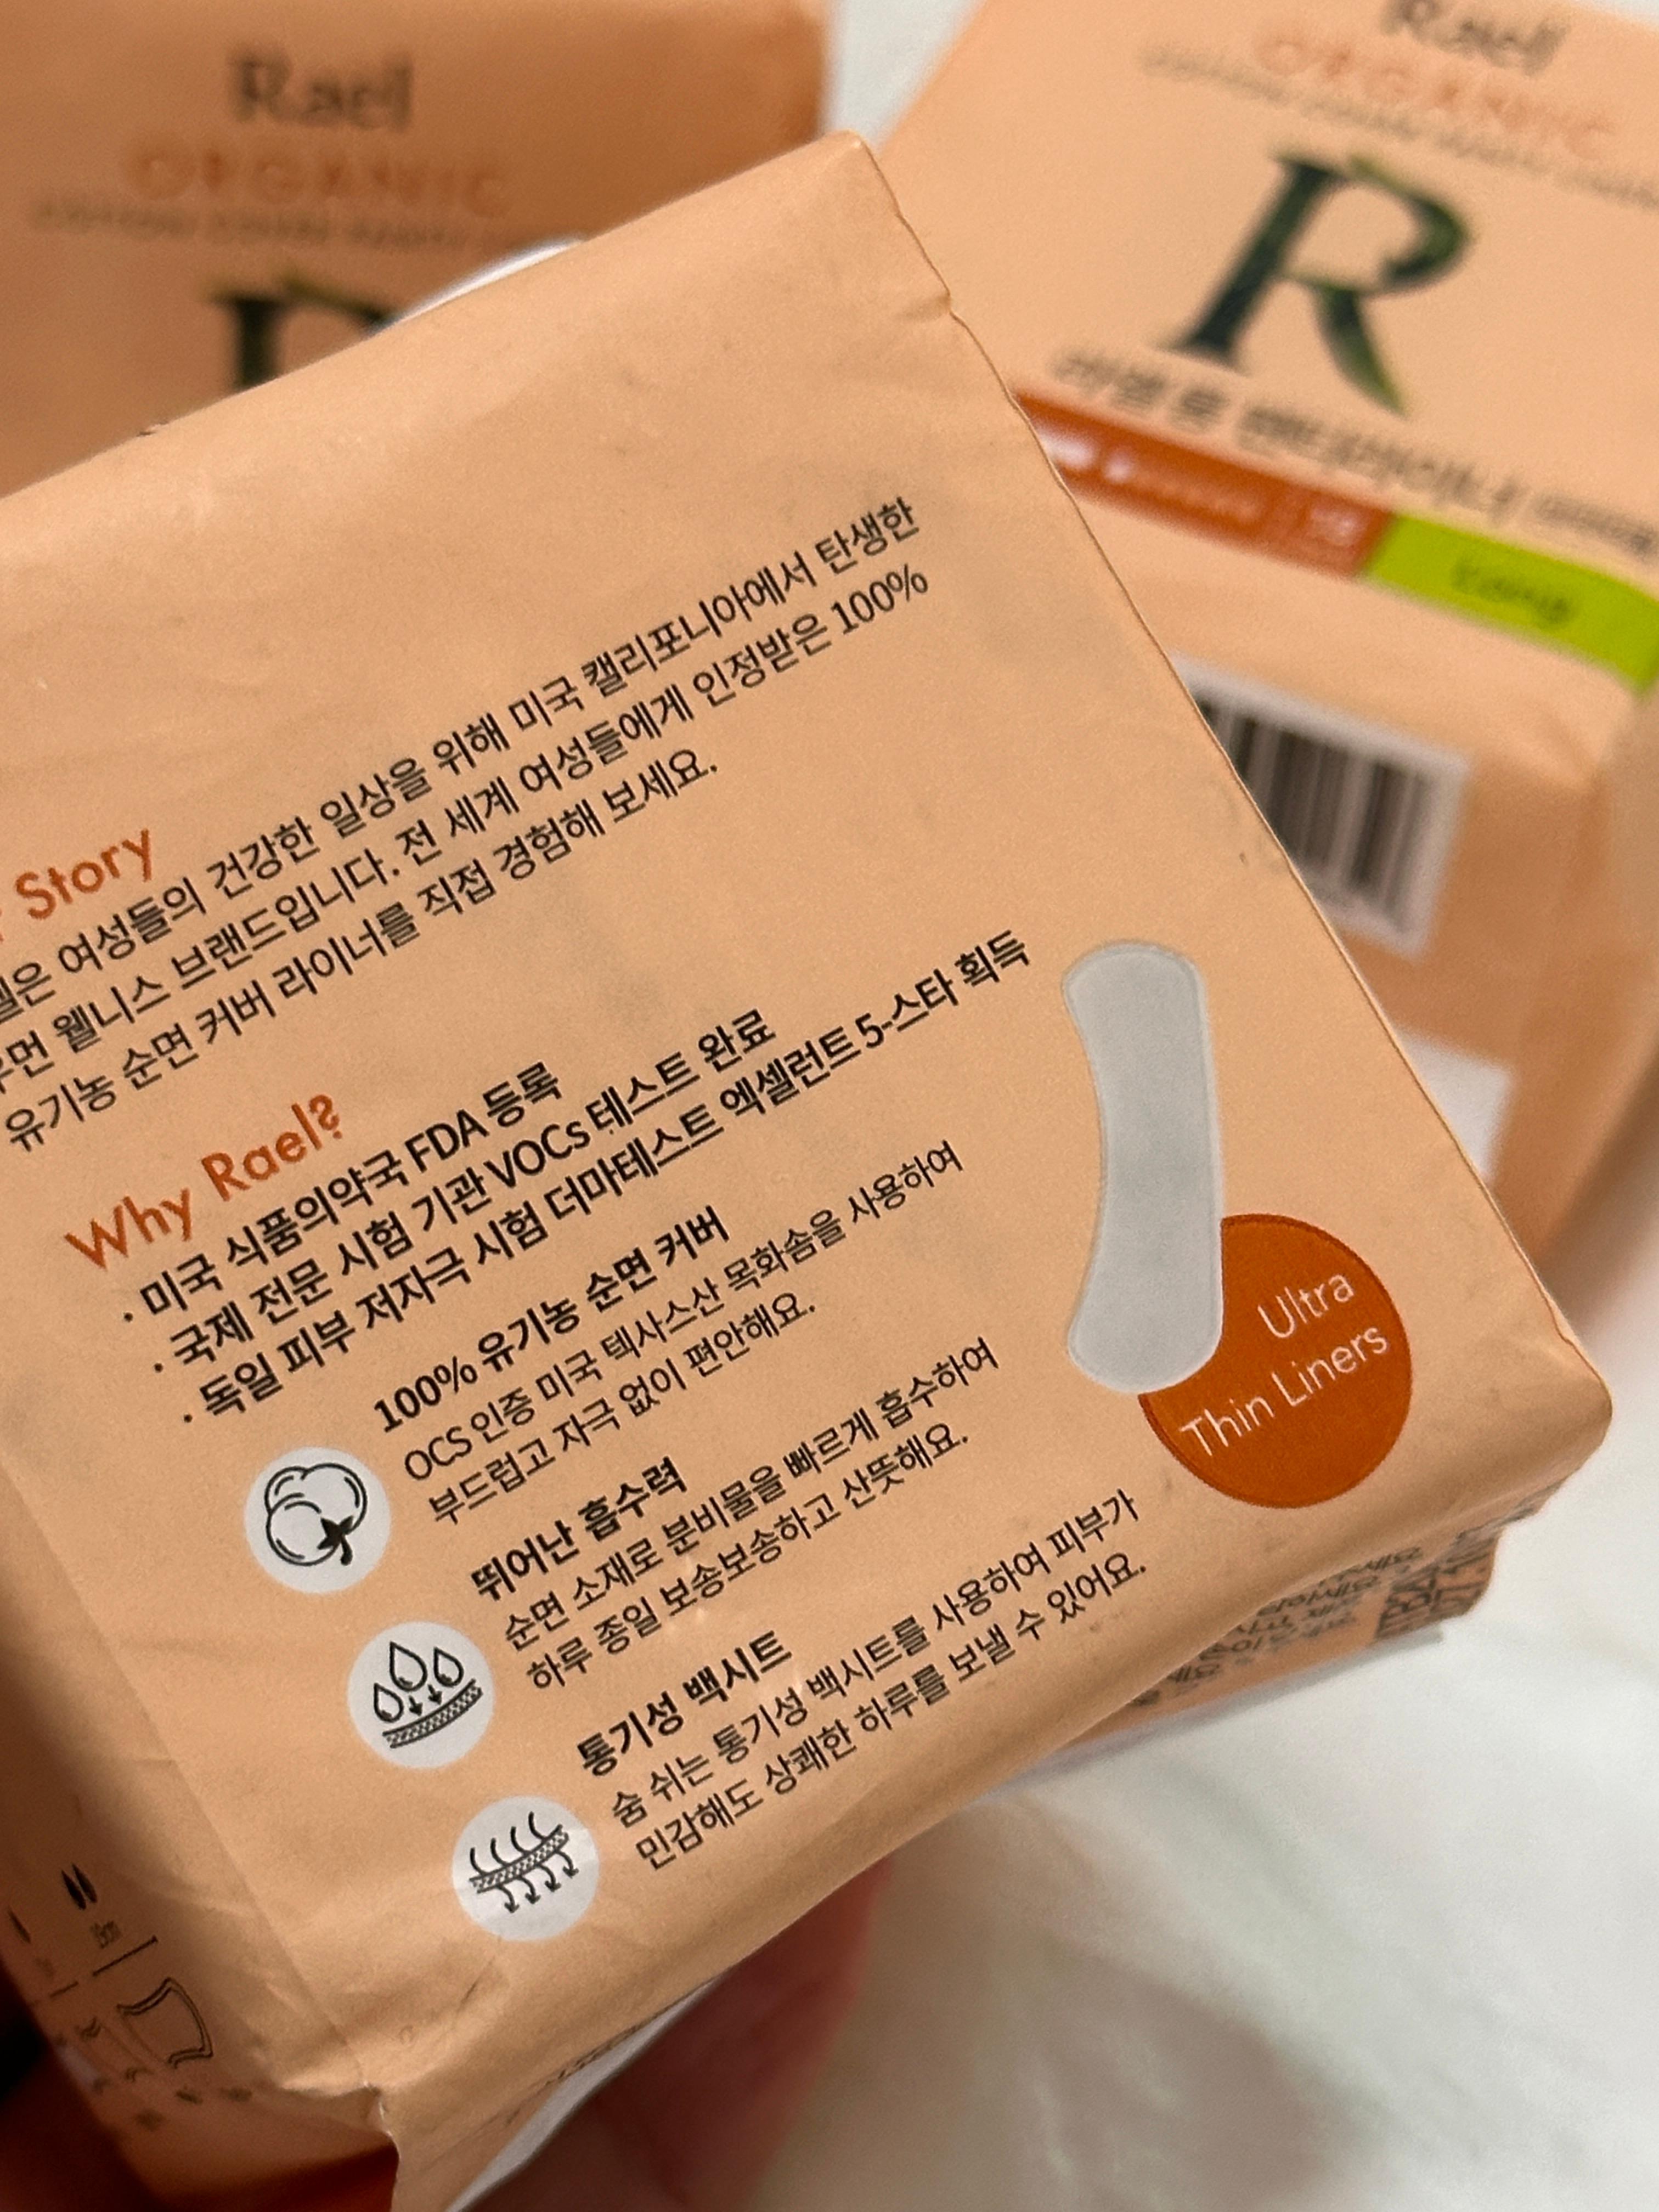 Rael
ORGANIC
Rael
ORGANIC
R
Long
Story
은 여성들의 건강한 일상을 위해 미국 캘리포니아에서 탄생한
웰니스 브랜드입니다. 전 세계 여성들에게 인정받은 100%
유기농 순면 커버 라이너를 직접 경험해 보세요.
Why Rael?
· 미국 식품의약국 FDA 등록
· 국제 전문 시험 기관 VOCs 테스트 완료
· 독일 피부 저자극 시험 더마테스트 엑셀런트 5-스타 획득
100% 유기농 순면 커버
OCS 인증 미국 텍사스산 목화솜을 사용하여
부드럽고 자극 없이 편안해요.
뛰어난 흡수력
순면 소재로 분비물을 빠르게 흡수하여
하루 종일 보송보송하고 산뜻해요.
통기성 백시트
숨 쉬는 통기성 백시트를 사용하여 피부가
민감해도 상쾌한 하루를 보낼 수 있어요.
Ultra
Thin Liners